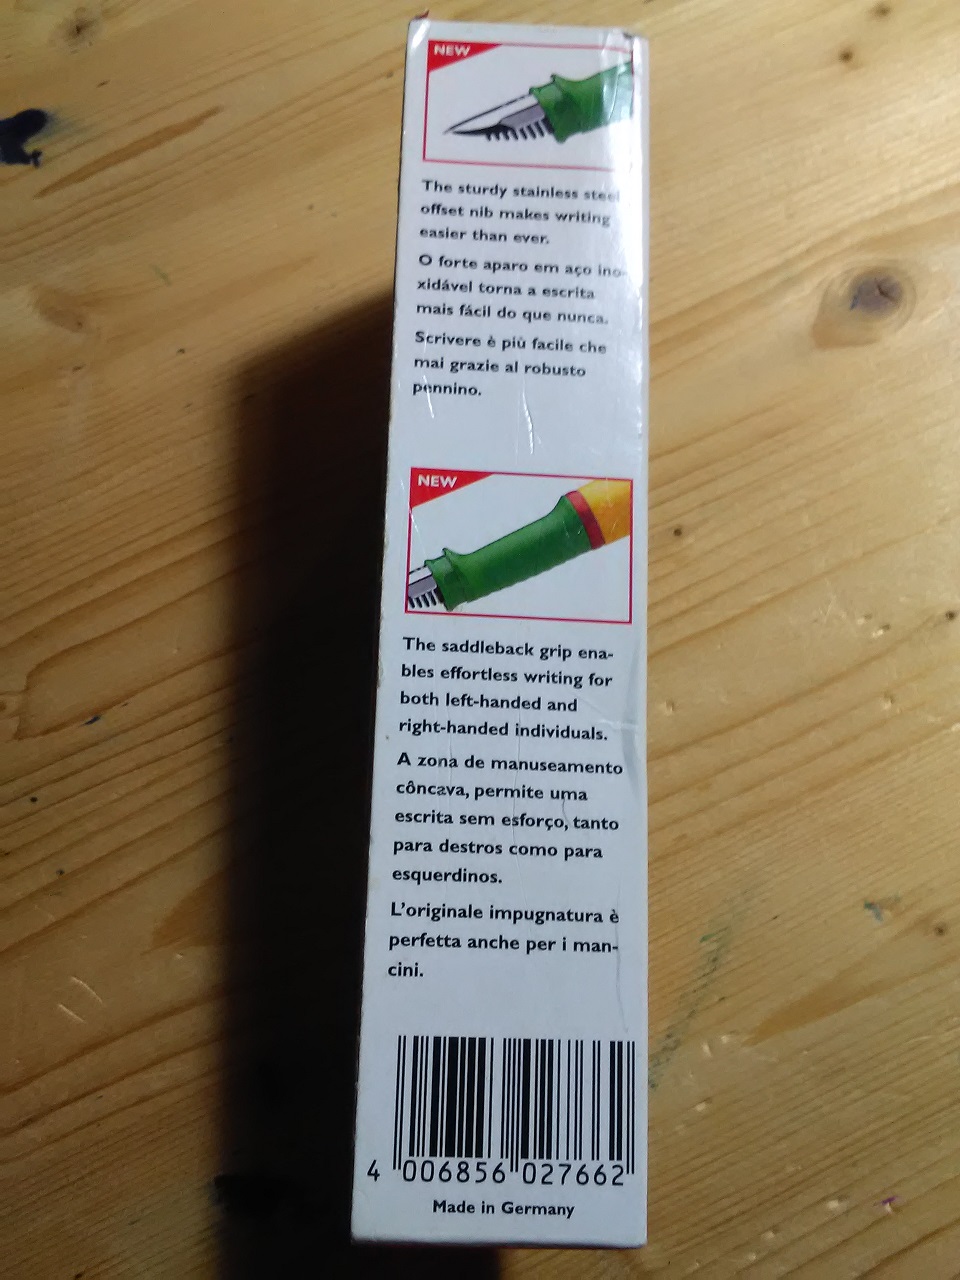 NEW
The sturdy stainless steel
offset nib makes writing
easier than ever.
O forte aparo em aço ino-
xidável torna a escrita
mais fácil do que nunca.
Scrivere è più facile che
mai grazie al robusto
pennino.
NEW
The saddleback grip ena-
bles effortless writing for
both left-handed and
right-handed individuals.
A zona de manuseamento
côncava, permite uma
escrita sem esforço, tanto
para destros como para
esquerdinos.
L'originale impugnatura è
perfetta anche per i man-
cini.
4 006856 027662
Made in Germany